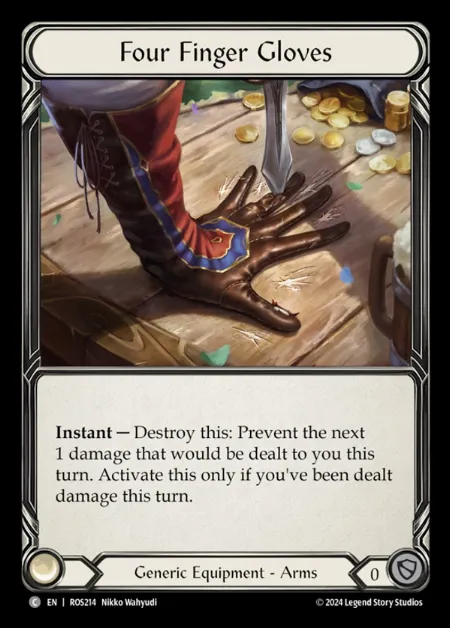 Four Finger Gloves
Instant — Destroy this: Prevent the next
1 damage that would be dealt to you this
turn. Activate this only if you've been dealt
damage this turn.
Generic Equipment - Arms
0
C EN | ROS214 Nikko Wahyudi
© 2024 Legend Story Studios